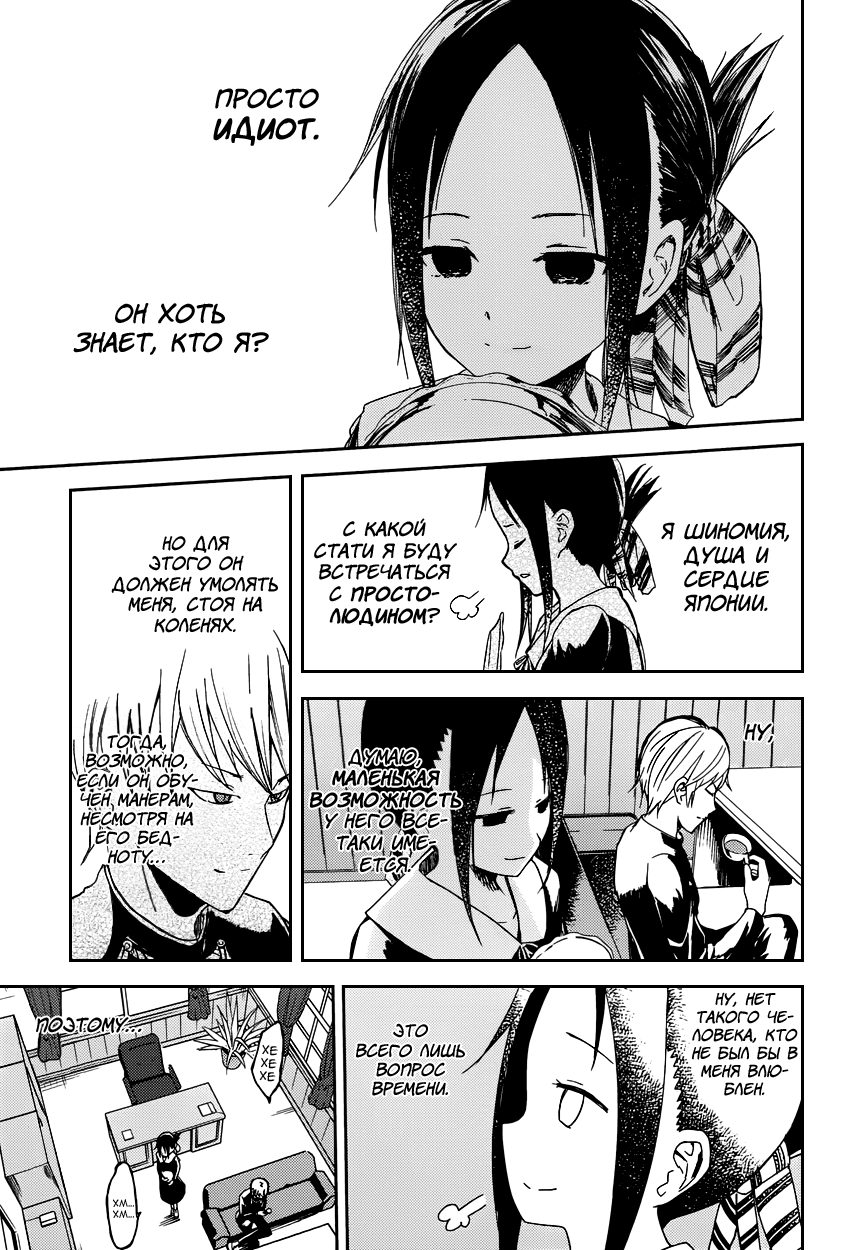 ПРОСТО
ИДИОТ.
ОН ХОТЬ
ЗНАЕТ, КТО Я?
Я ШИНОМИЯ,
ДУША И
СЕРДЦЕ
ЯПОНИИ.
С КАКОЙ
СТАТИ Я БУДУ
ВСТРЕЧАТЬСЯ
С ПРОСТО-
ЛЮДИНОМ?
НО ДЛЯ
ЭТОГО ОН
ДОЛЖЕН УМОЛЯТЬ
МЕНЯ, СТОЯ НА
КОЛЕНЯХ.
ТОГДА,
ВОЗМОЖНО,
ЕСЛИ ОН ОБУ-
ЧЕН МАНЕРАМ,
НЕСМОТРЯ НА
ЕГО БЕД-
НОТУ...
НУ,
ДУМАЮ,
МАЛЕНЬКАЯ
ВОЗМОЖНОСТЬ
У НЕГО ВСЕ-
ТАКИ ИМЕ-
ЕТСЯ.
НУ, НЕТ
ТАКОГО ЧЕ-
ЛОВЕКА, КТО
НЕ БЫЛ БЫ В
МЕНЯ ВЛЮ-
БЛЕН.
ЭТО
ВСЕГО ЛИШЬ
ВОПРОС
ВРЕМЕНИ.
ПОЭТОМУ...
ХЕ
ХЕ
ХЕ
ХМ...
ХМ...